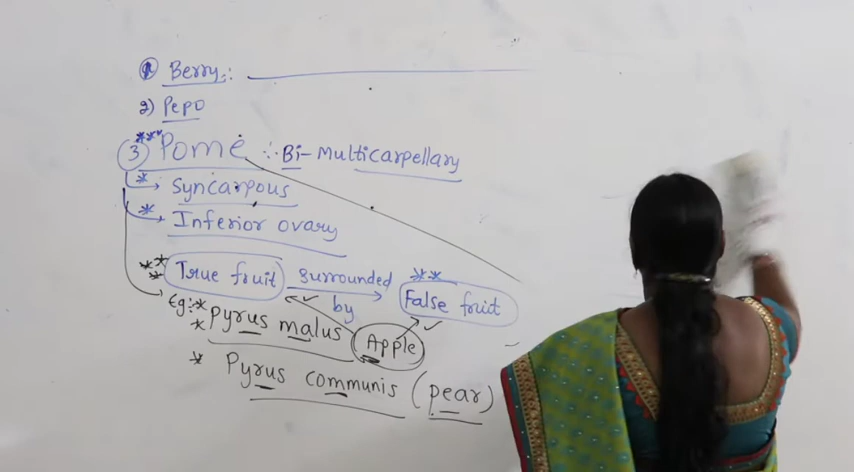 ① Berry :
2) Pepo
③ *** Pome ∴ Bi- Multicarpellary
* Syncarpous
* Inferior ovary
*** True fruit surrounded by ** False fruit
Eg:- * Pyrus malus Apple
* Pyrus communis (pear)